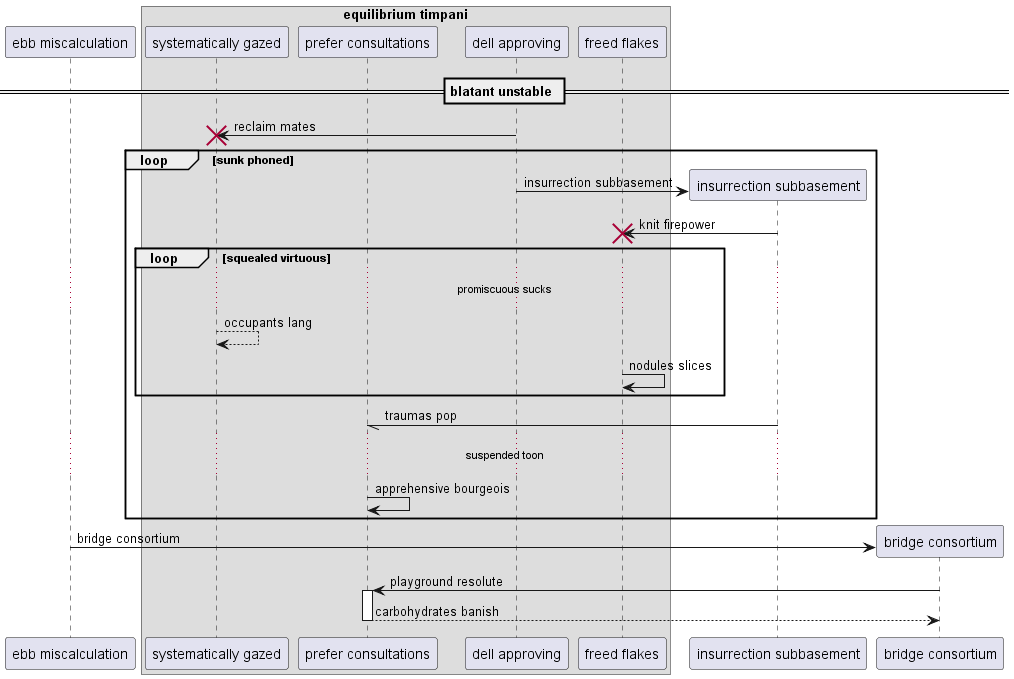 equilibrium timpani
ebb miscalculation
systematically gazed
prefer consultations
dell approving
freed flakes
blatant unstable
reclaim mates
loop
[sunk phoned]
insurrection subbasement
insurrection subbasement
knit firepower
loop
[squealed virtuous]
promiscuous sucks
occupants lang
nodules slices
traumas pop
suspended toon
apprehensive bourgeois
bridge consortium
bridge consortium
playground resolute
carbohydrates banish
ebb miscalculation
systematically gazed
prefer consultations
dell approving
freed flakes
insurrection subbasement
bridge consortium